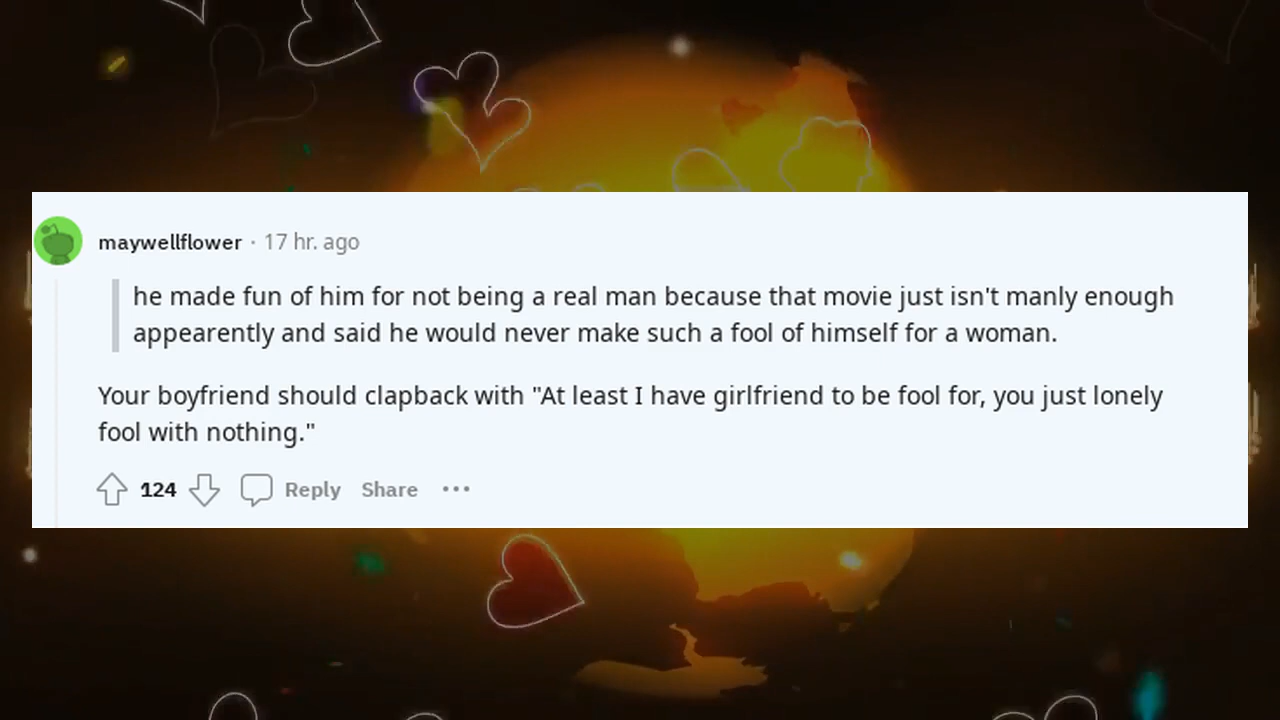 maywellflower · 17 hr. ago
he made fun of him for not being a real man because that movie just isn't manly enough
appearently and said he would never make such a fool of himself for a woman.
Your boyfriend should clapback with "At least I have girlfriend to be fool for, you just lonely
fool with nothing."
124 Reply Share ···